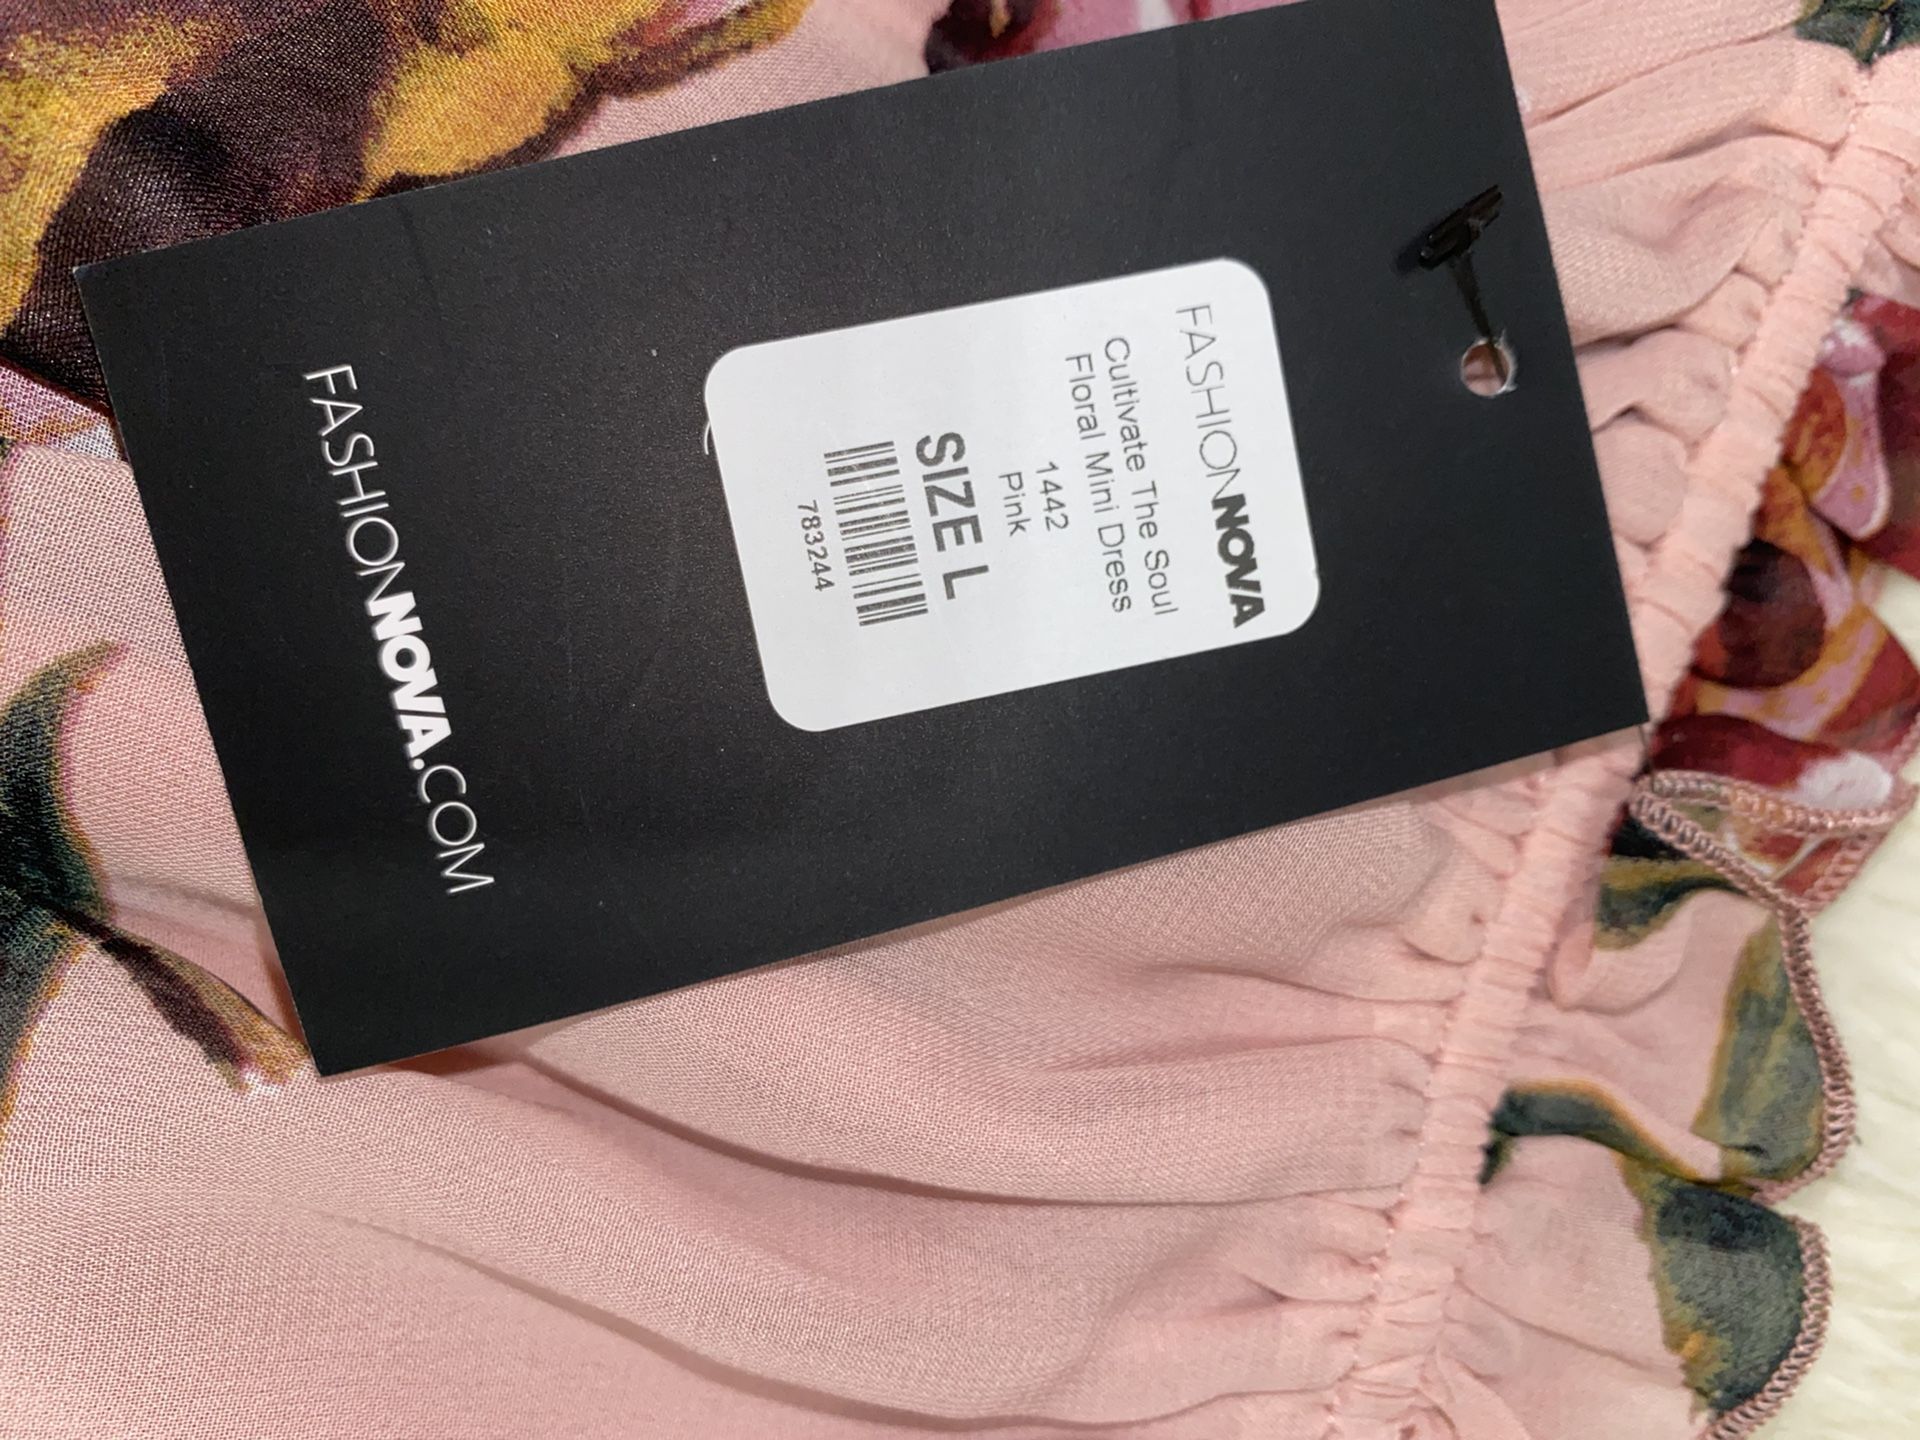 FASHIONNOVA
Cultivate The Soul
Floral Mini Dress
1442
Pink
SIZE L
783244
FASHIONNOVA.COM